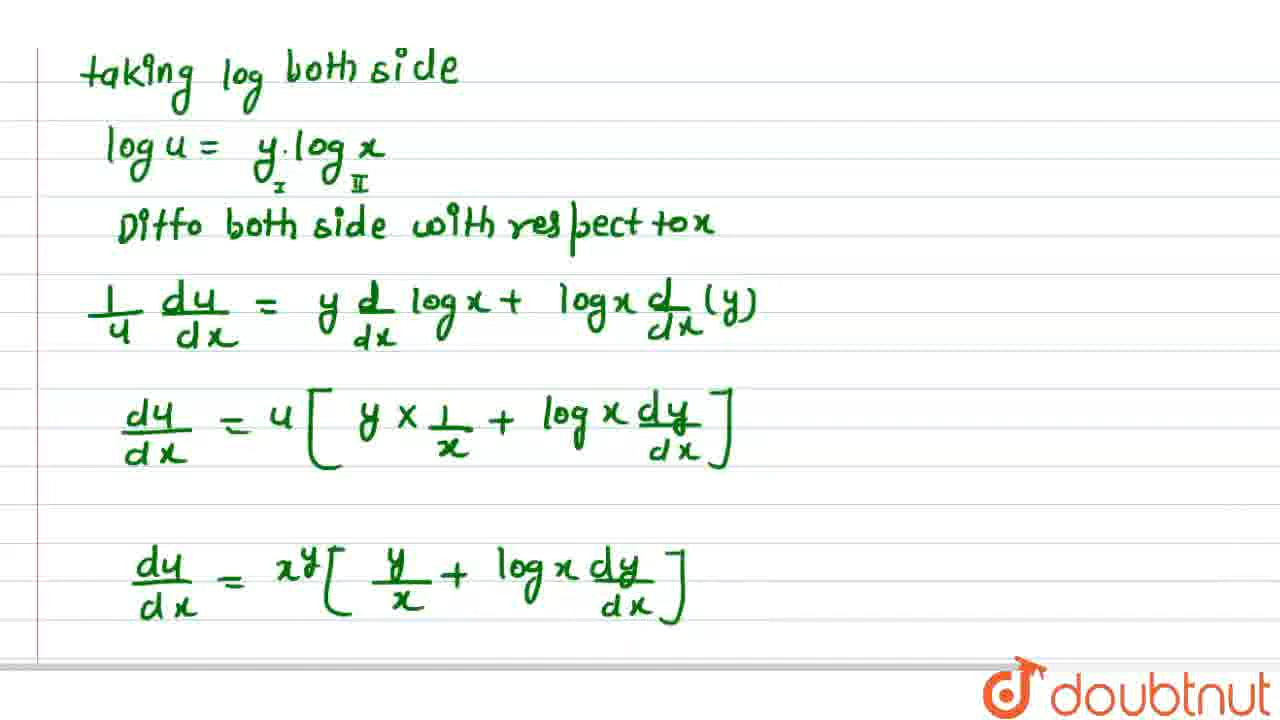 taking log both side
log u = y. log x
I II
Ditto both side with respect to x
1/u du/dx = y d/dx log x + log x d/dx (y)
du/dx = u [ y × 1/x + log x dy/dx ]
du/dx = x^y [ y/x + log x dy/dx ]
doubtnut